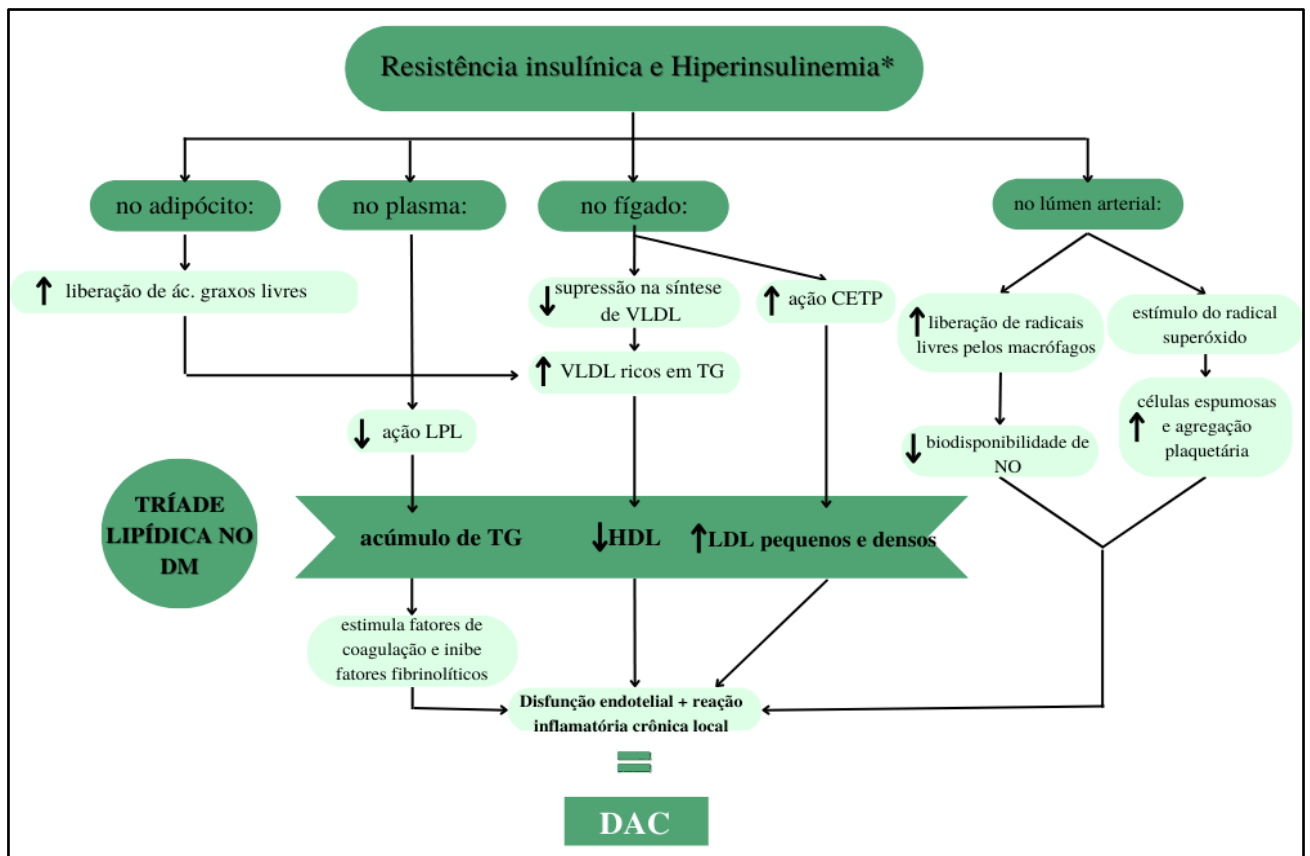 Resistência insulínica e Hiperinsulinemia*
no adipócito:
no plasma:
no fígado:
no lúmen arterial:
↑ liberação de ác. graxos livres
↓ supressão na síntese
de VLDL
↑ ação CETP
↑ liberação de radicais
livres pelos macrófagos
estímulo do radical
superóxido
↑ VLDL ricos em TG
↓ ação LPL
↓ biodisponibilidade de
NO
↑ células espumosas
e agregação
plaquetária
TRÍADE
LIPÍDICA NO
DM
acúmulo de TG
↓HDL
↑LDL pequenos e densos
estimula fatores de
coagulação e inibe
fatores fibrinolíticos
Disfunção endotelial + reação
inflamatória crônica local
=
DAC